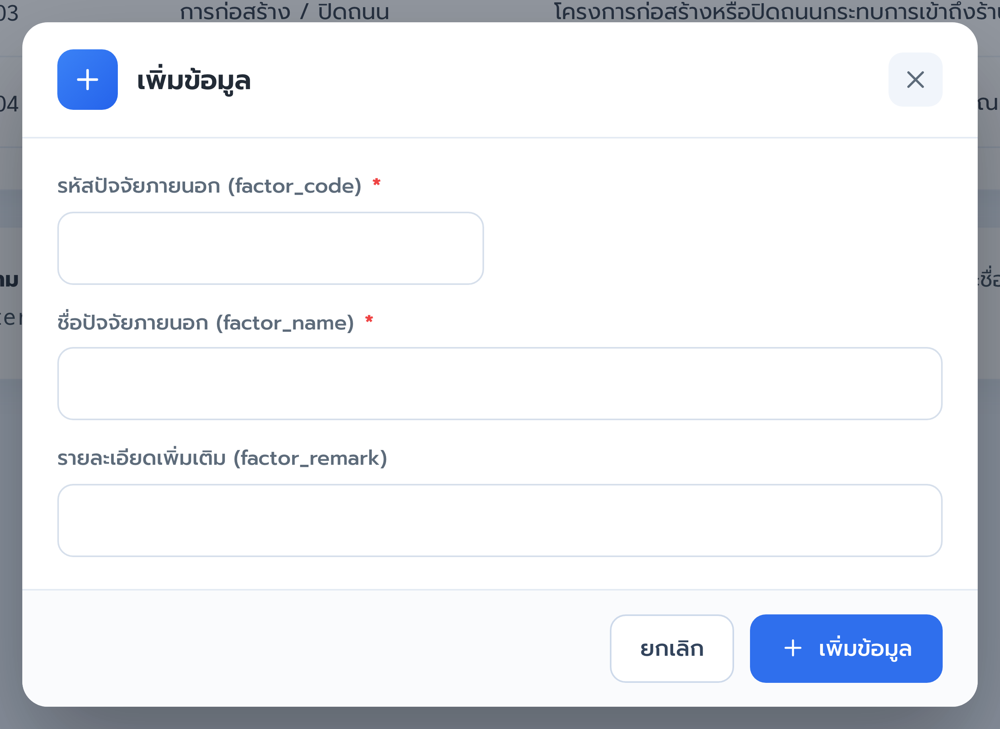 03 การก่อสร้าง / ปิดถนน โครงการก่อสร้างหรือปิดถนนกระทบการเข้าถึงร้าน
เพิ่มข้อมูล
04
รหัสปัจจัยภายนอก (factor_code) *
ชื่อปัจจัยภายนอก (factor_name) *
รายละเอียดเพิ่มเติม (factor_remark)
ยกเลิก
+ เพิ่มข้อมูล